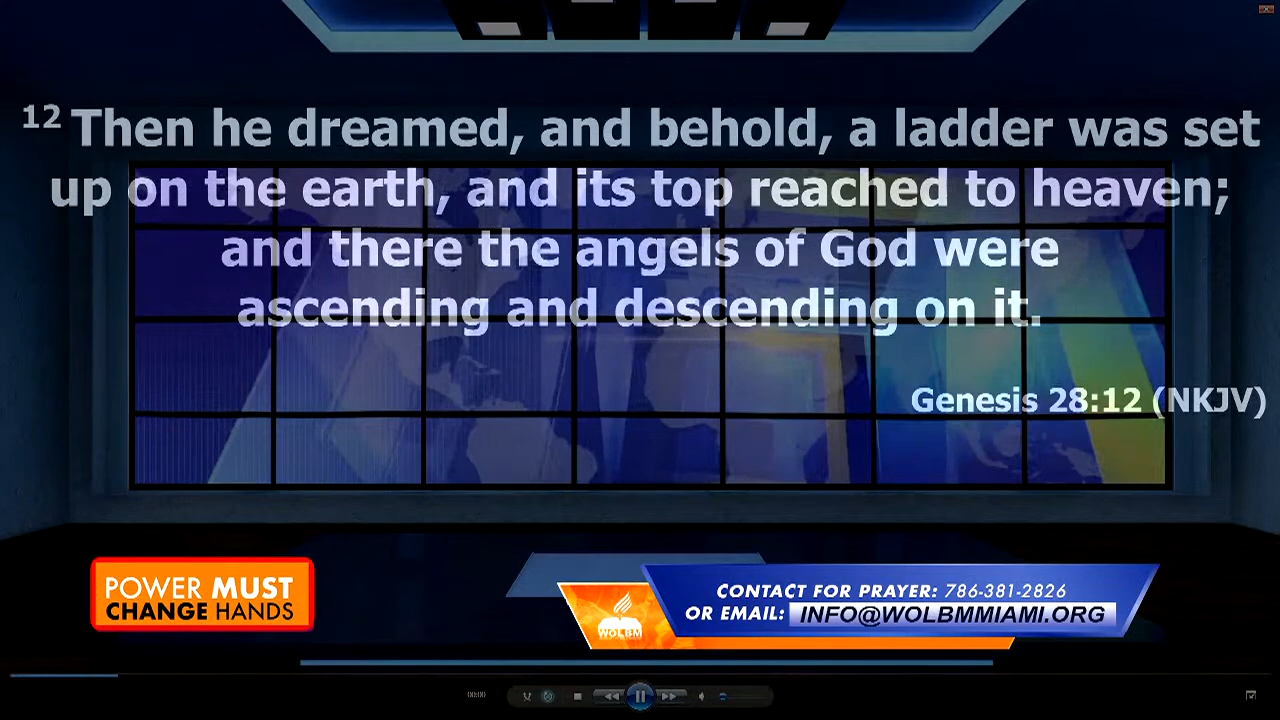 12 Then he dreamed, and behold, a ladder was set
up on the earth, and its top reached to heaven;
and there the angels of God were
ascending and descending on it.
Genesis 28:12 (NKJV)
POWER MUST
CHANGE HANDS
WOLBM
CONTACT FOR PRAYER: 786-381-2826
OR EMAIL: INFO@WOLBMMIAMI.ORG
00:00